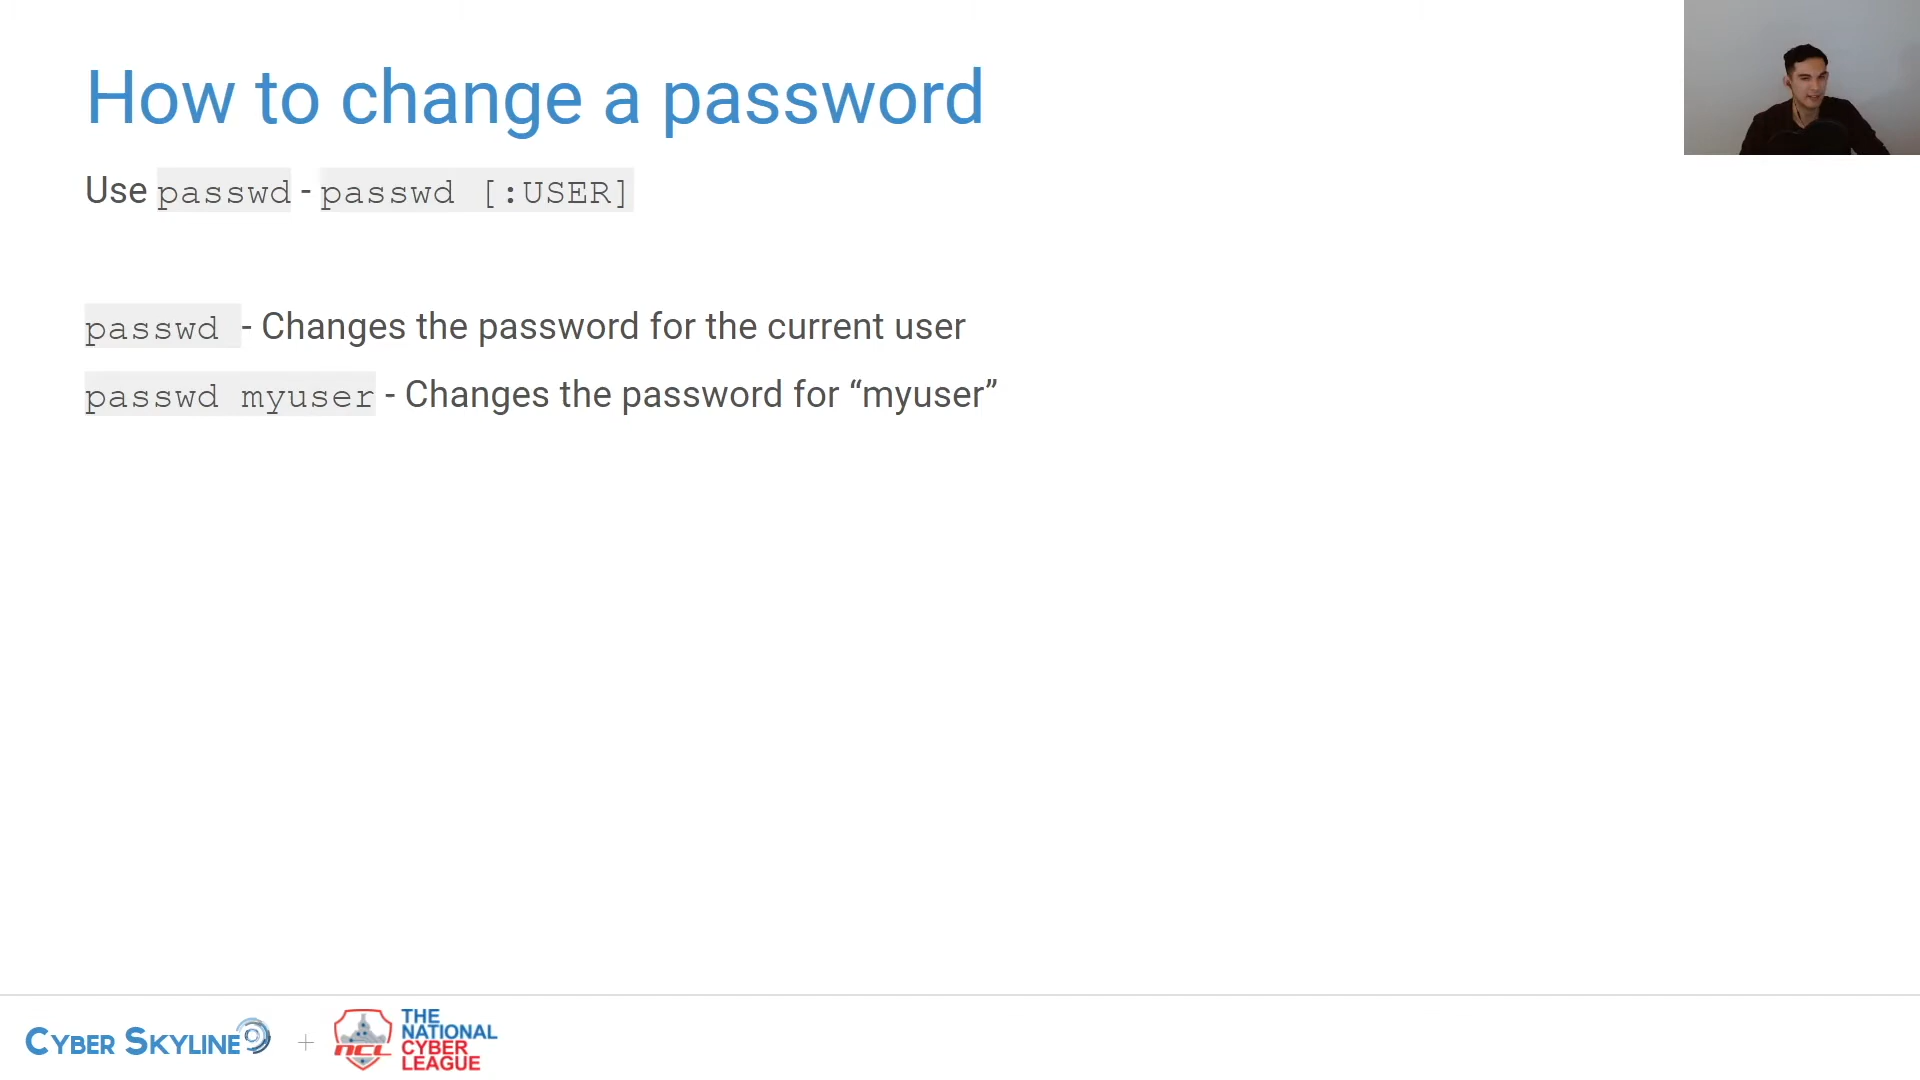 How to change a password
Use passwd - passwd [:USER]
passwd - Changes the password for the current user
passwd myuser - Changes the password for “myuser”
CYBER SKYLINE + NCL THE
NATIONAL
CYBER
LEAGUE